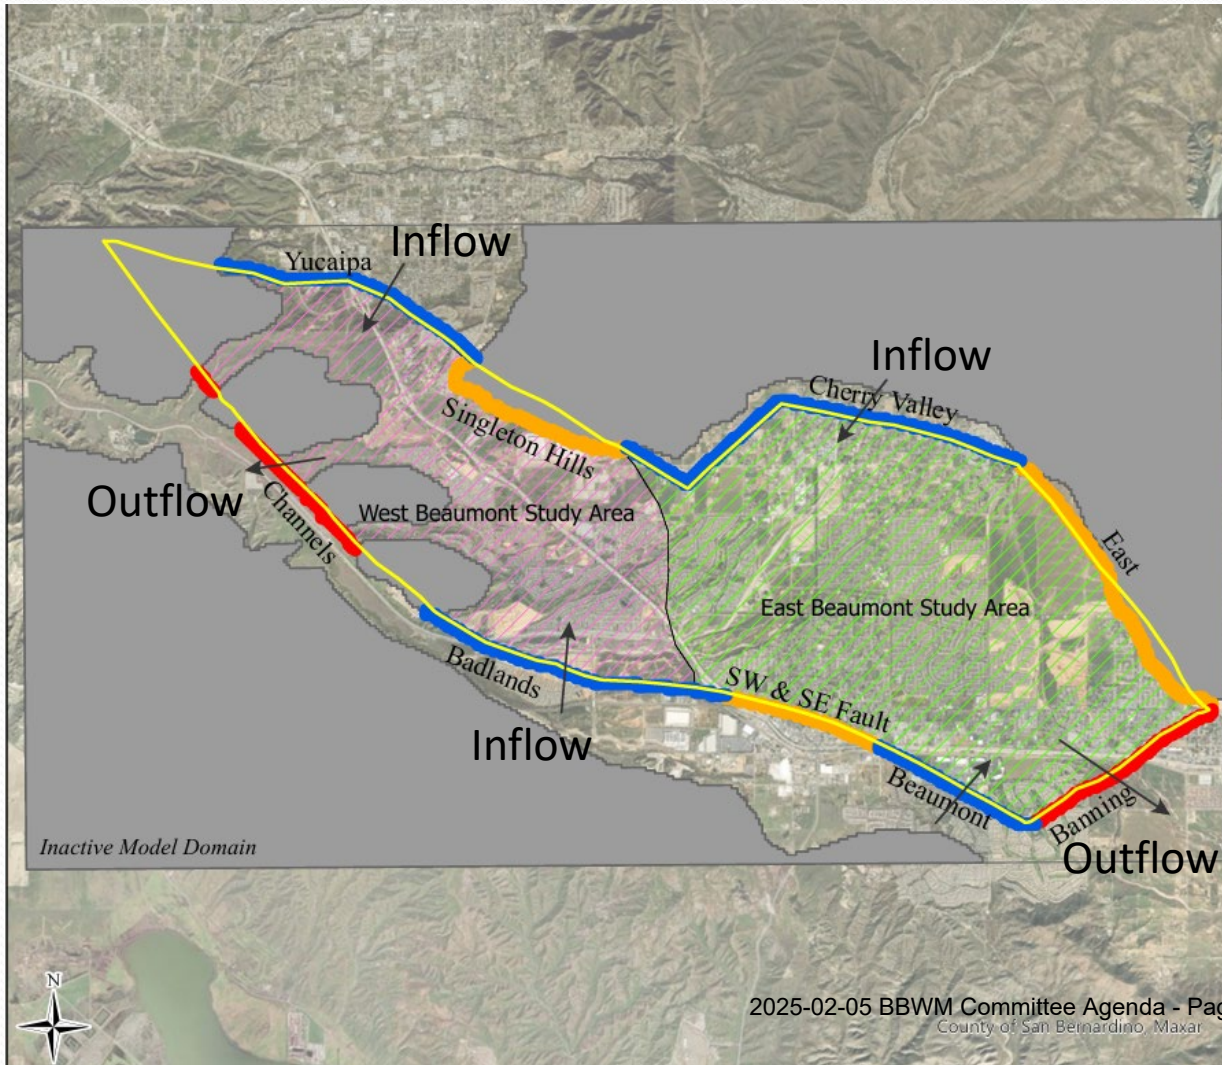 Inflow
Yucaipa
Inflow
Cherry Valley
Singleton Hills
Outflow
Channels
West Beaumont Study Area
East
East Beaumont Study Area
Badlands
SW & SE Fault
Inflow
Beaumont
Banning
Inactive Model Domain
Outflow
N
2025-02-05 BBWM Committee Agenda - Pag
County of San Bernardino, Maxar